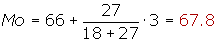 Mo = 66 + 27/(18 + 27) · 3 = 67.8